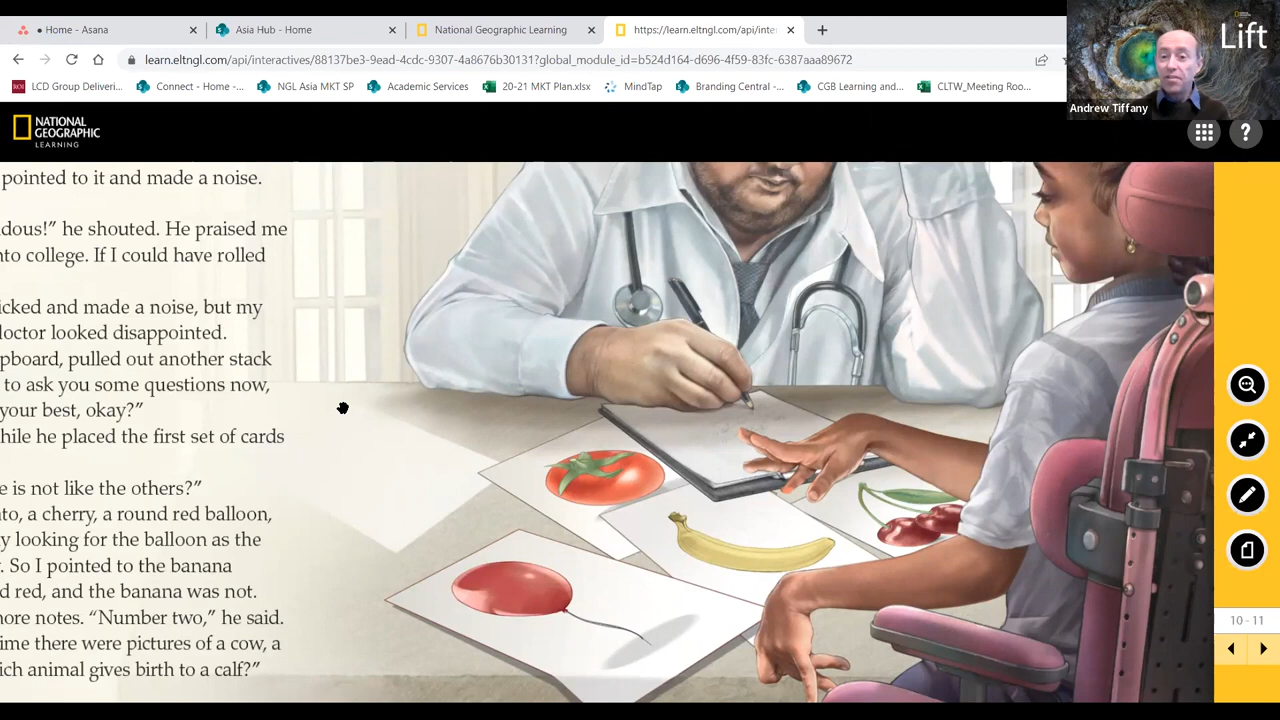 Home - Asana
Asia Hub - Home
National Geographic Learning
https://learn.eltngl.com/api/inter
Lift
learn.eltngl.com/api/interactives/88137be3-9ead-4cdc-9307-
?global_module_id=b524d164-d696-4f59-83fc-6387aaa89672
LCD Group Deliveri...
Connect - Home -...
NGL Asia MKT SP
Academic Services
20-21 MKT Plan.xlsx
MindTap
Branding Central -...
CGB Learning and...
CLTW_Meeting Roo...
Andrew Tiffany
NATIONAL
GEOGRAPHIC
LEARNING
pointed to it and made a noise.
dous!” he shouted. He praised me
nto college. If I could have rolled
icked and made a noise, but my
doctor looked disappointed.
pboard, pulled out another stack
to ask you some questions now,
your best, okay?”
hile he placed the first set of cards
e is not like the others?”
ato, a cherry, a round red balloon,
y looking for the balloon as the
. So I pointed to the banana
d red, and the banana was not.
more notes. “Number two,” he said.
ime there were pictures of a cow, a
ich animal gives birth to a calf?”
10 - 11